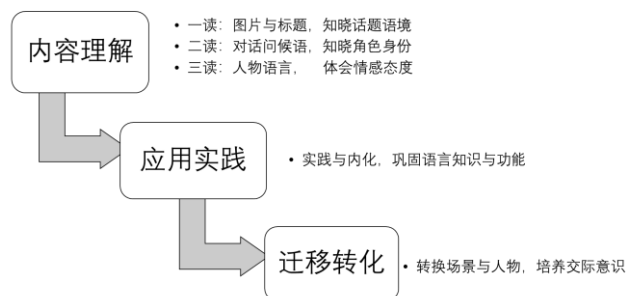 内容理解
• 一读：图片与标题，知晓话题语境
• 二读：对话问候语，知晓角色身份
• 三读：人物语言， 体会情感态度
应用实践
• 实践与内化，巩固语言知识与功能
迁移转化
• 转换场景与人物，培养交际意识